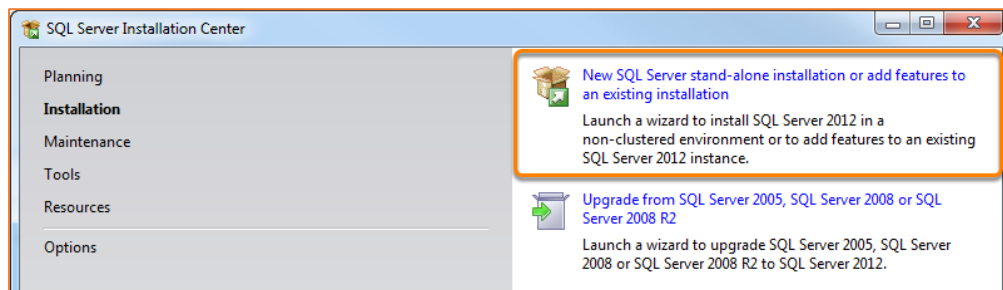 SQL Server Installation Center
Planning
Installation
Maintenance
Tools
Resources
Options
New SQL Server stand-alone installation or add features to
an existing installation
Launch a wizard to install SQL Server 2012 in a
non-clustered environment or to add features to an existing
SQL Server 2012 instance.
Upgrade from SQL Server 2005, SQL Server 2008 or SQL
Server 2008 R2
Launch a wizard to upgrade SQL Server 2005, SQL Server
2008 or SQL Server 2008 R2 to SQL Server 2012.